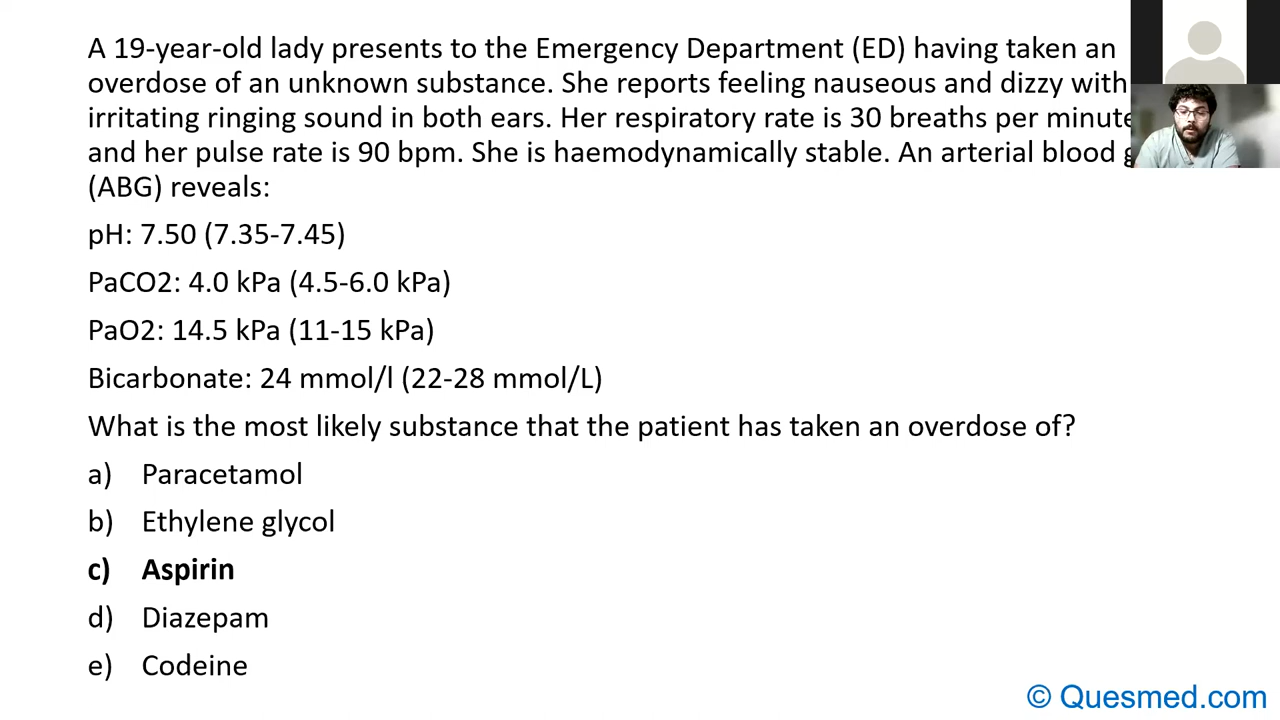 A 19-year-old lady presents to the Emergency Department (ED) having taken an
overdose of an unknown substance. She reports feeling nauseous and dizzy with
irritating ringing sound in both ears. Her respiratory rate is 30 breaths per minute
and her pulse rate is 90 bpm. She is haemodynamically stable. An arterial blood
(ABG) reveals:
pH: 7.50 (7.35-7.45)
PaCO2: 4.0 kPa (4.5-6.0 kPa)
PaO2: 14.5 kPa (11-15 kPa)
Bicarbonate: 24 mmol/l (22-28 mmol/L)
What is the most likely substance that the patient has taken an overdose of?
a) Paracetamol
b) Ethylene glycol
c) Aspirin
d) Diazepam
e) Codeine
© Quesmed.com